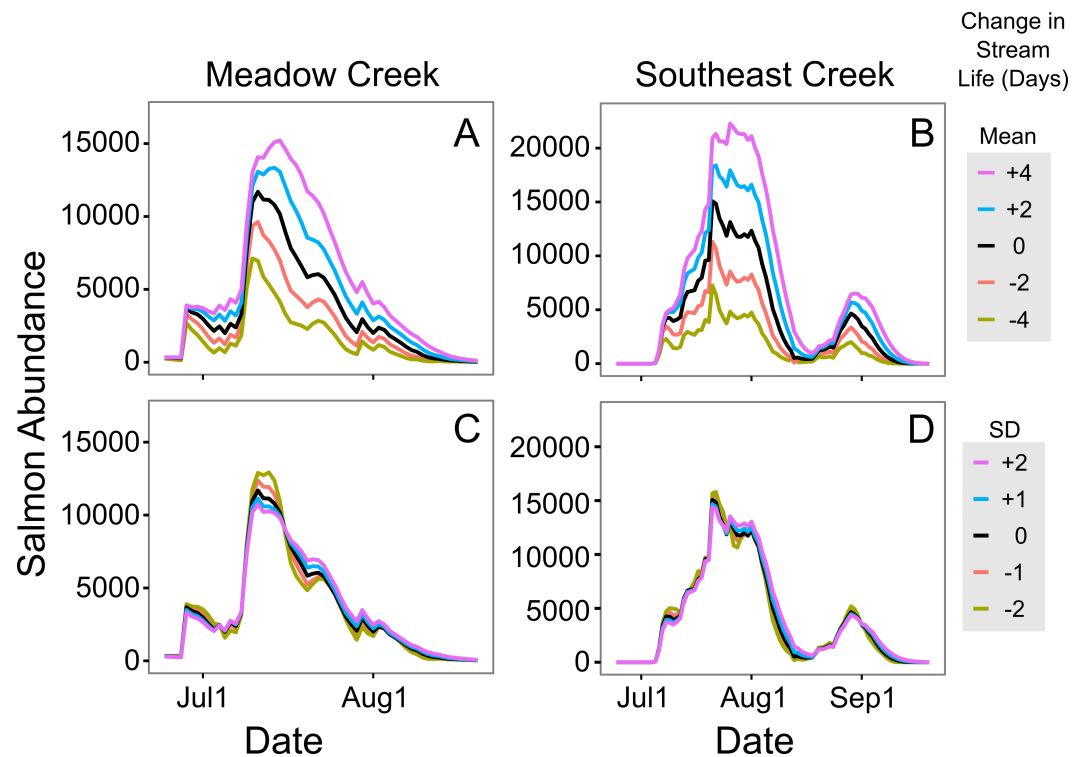 Change in
Stream
Life (Days)
Meadow Creek
Southeast Creek
A
B
15000
10000
5000
0
20000
15000
10000
5000
0
Mean
+4
+2
0
-2
-4
Salmon Abundance
C
D
15000
10000
5000
0
20000
15000
10000
5000
0
SD
+2
+1
0
-1
-2
Jul1
Aug1
Jul1
Aug1
Sep1
Date
Date